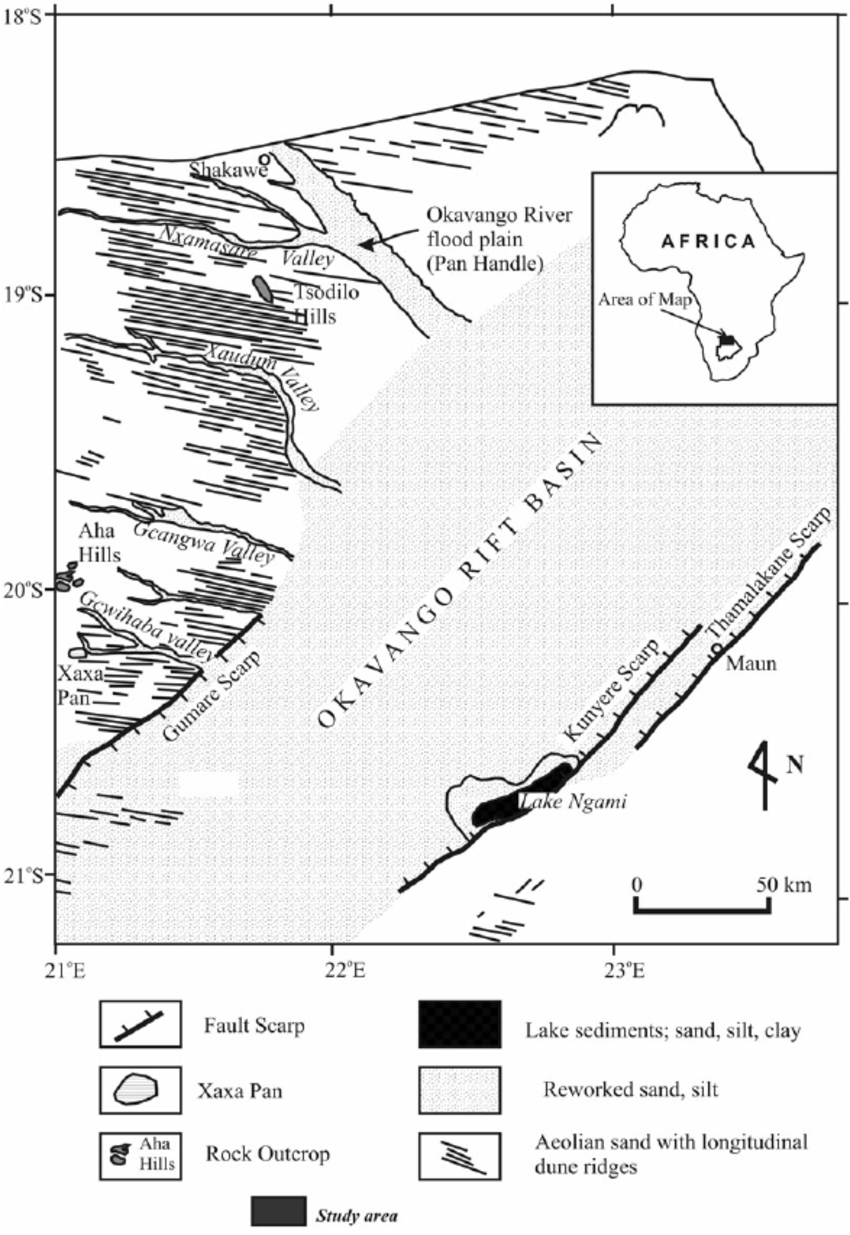 18°S
Shakawe
Okavango River
flood plain
(Pan Handle)
AFRICA
Area of Map
Nxamasare Valley
19°S
Tsodilo
Hills
Xaudum Valley
OKAVANGO RIFT BASIN
Aha
Hills
Gcangwa Valley
Thamalakane Scarp
20°S
Gcwihaba valley
Xaxa
Pan
Gumare Scarp
Kunyere Scarp
Maun
N
Lake Ngami
21°S
0 50 km
21°E
22°E
23°E
Fault Scarp
Lake sediments; sand, silt, clay
Xaxa Pan
Reworked sand, silt
Aha
Hills
Rock Outcrop
Aeolian sand with longitudinal
dune ridges
Study area